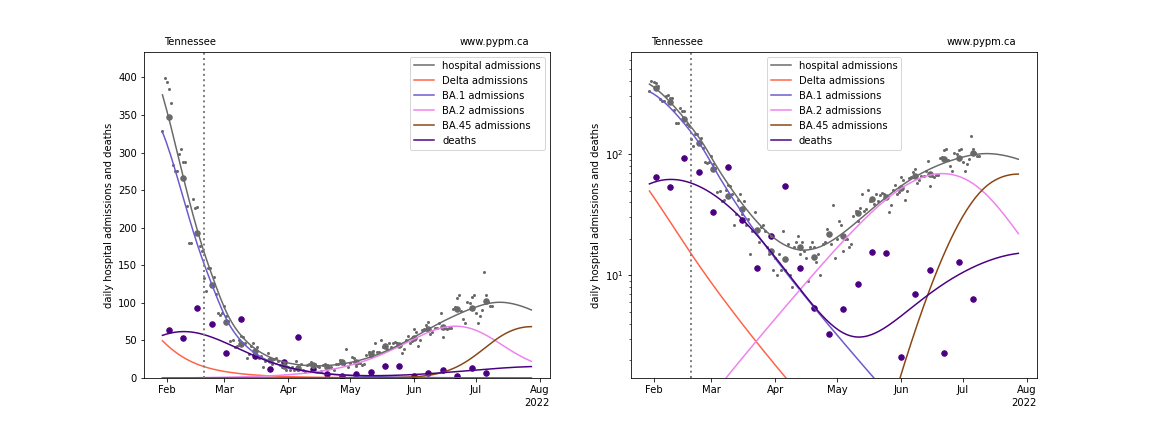 Tennessee
www.pypm.ca
daily hospital admissions and deaths
400
350
300
250
200
150
100
50
0
hospital admissions
Delta admissions
BA.1 admissions
BA.2 admissions
BA.45 admissions
deaths
Feb
Mar
Apr
May
Jun
Jul
Aug
2022
Tennessee
www.pypm.ca
daily hospital admissions and deaths
10²
10¹
hospital admissions
Delta admissions
BA.1 admissions
BA.2 admissions
BA.45 admissions
deaths
Feb
Mar
Apr
May
Jun
Jul
Aug
2022